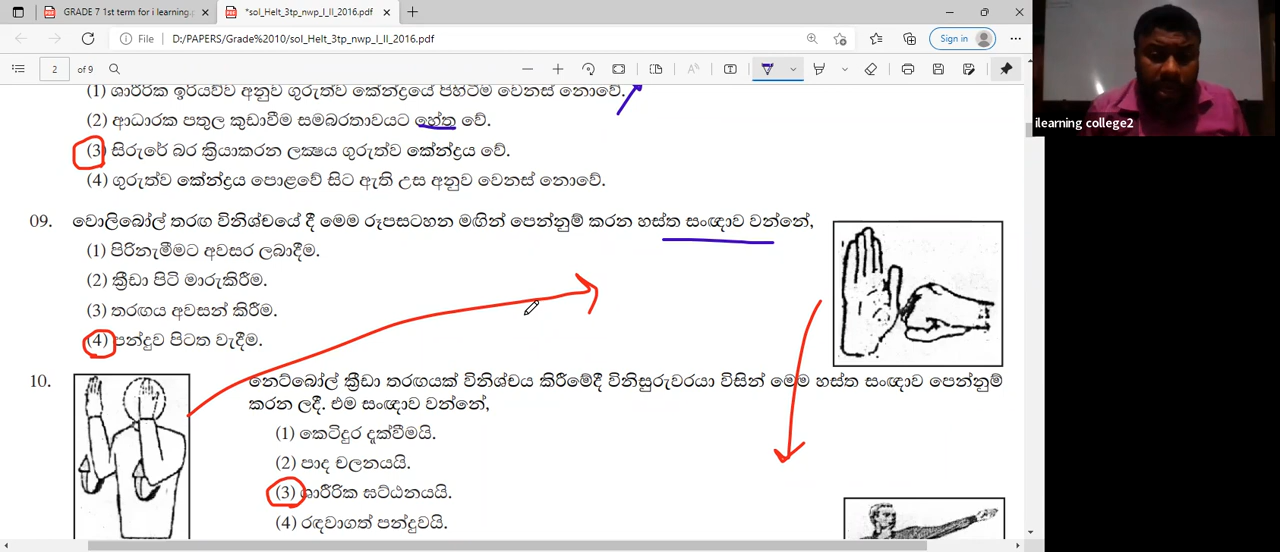 GRADE 7 1st term for i learning.p
*sol_Helt_3tp_nwp_I_II_2016.pdf
File D:/PAPERS/Grade%2010/sol_Helt_3tp_nwp_I_II_2016.pdf
Sign in
2 of 9
ilearning college2
(1) ශාරීරික ඉරියව්ව අනුව ගුරුත්ව කේන්ද්‍රයේ පිහිටීම වෙනස් නොවේ.
(2) ආධාරක පතුල කුඩාවීම සමබරතාවයට හේතු වේ.
(3) සිරුරේ බර ක්‍රියාකරන ලක්‍ෂය ගුරුත්ව කේන්ද්‍රය වේ.
(4) ගුරුත්ව කේන්ද්‍රය පොළවේ සිට ඇති උස අනුව වෙනස් නොවේ.
09. වොලිබෝල් තරඟ විනිශ්චයේ දී මෙම රූපසටහන මඟින් පෙන්නුම් කරන හස්ත සංඥාව වන්නේ,
(1) පිරිනැමීමට අවසර ලබාදීම.
(2) ක්‍රීඩා පිටි මාරුකිරීම.
(3) තරඟය අවසන් කිරීම.
(4) පන්දුව පිටත වැදීම.
10. නෙට්බෝල් ක්‍රීඩා තරඟයක් විනිශ්චය කිරීමේදී විනිසුරුවරයා විසින් මෙම හස්ත සංඥාව පෙන්නුම්
කරන ලදී. එම සංඥාව වන්නේ,
(1) කෙටිදුර දැක්වීමයි.
(2) පාද චලනයයි.
(3) ශාරීරික ඝට්ඨනයයි.
(4) රඳවාගත් පන්දුවයි.